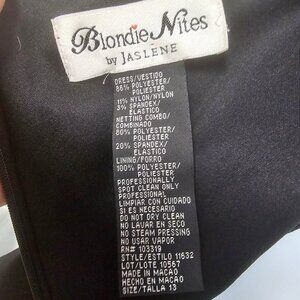 Blondie Nites
by JASLENE
DRESS/VESTIDO
86% POLYESTER/
POLIESTER
11% NYLON/NYLON
3% SPANDEX/
ELASTICO
NETTING COMBO/
COMBINADO
80% POLYESTER/
POLIESTER
20% SPANDEX/
ELASTICO
LINING/FORRO
100% POLYESTER/
POLIESTER
PROFESSIONALLY
SPOT CLEAN ONLY
PROFESIONAL
LIMPIAR CON CUIDADO
SI ES NECESARIO
DO NOT DRY CLEAN
NO LAVAR EN SECO
NO STEAM PRESSING
NO USAR VAPOR
RN# 103319
STYLE/ESTILO 11632
LOT/LOTE 10567
MADE IN MACAO
HECHO EN MACAO
SIZE/TALLA 13